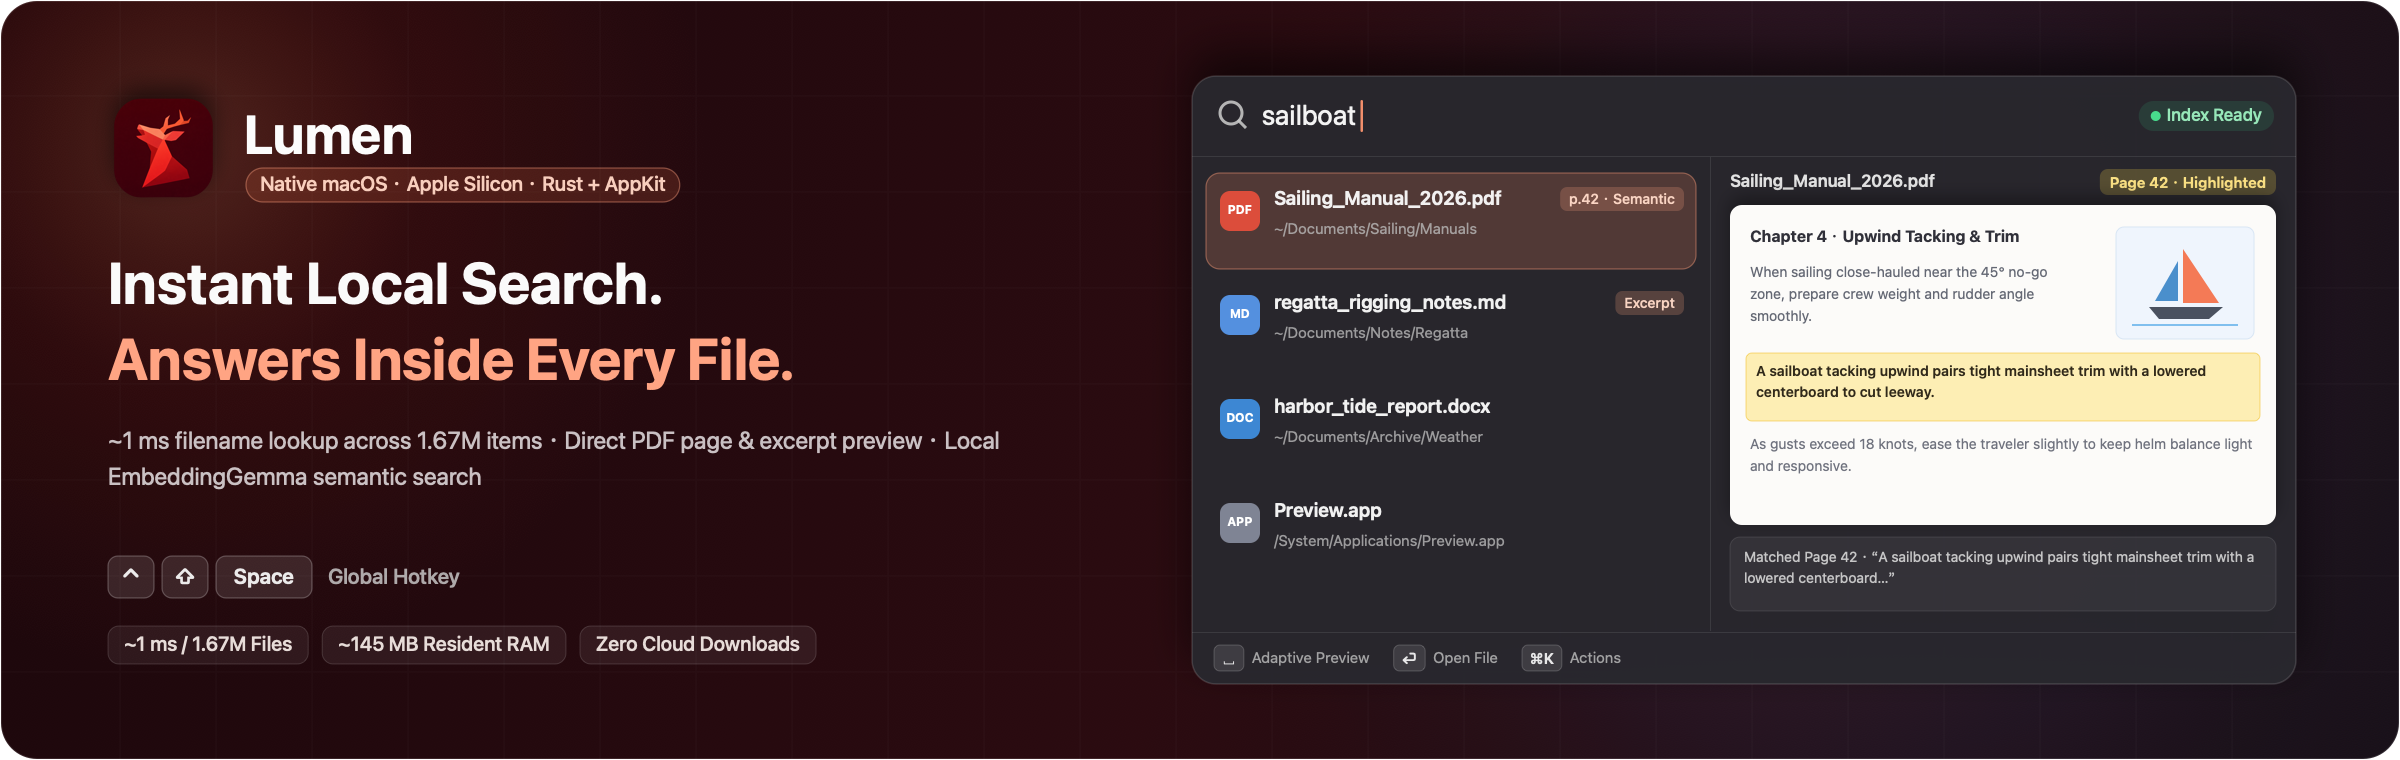 Lumen
Native macOS · Apple Silicon · Rust + AppKit
Instant Local Search.
Answers Inside Every File.
~1 ms filename lookup across 1.67M items · Direct PDF page & excerpt preview · Local
EmbeddingGemma semantic search
Space Global Hotkey
~1 ms / 1.67M Files ~145 MB Resident RAM Zero Cloud Downloads
sailboat
Index Ready
PDF
Sailing_Manual_2026.pdf
p.42 · Semantic
~/Documents/Sailing/Manuals
MD
regatta_rigging_notes.md
Excerpt
~/Documents/Notes/Regatta
DOC
harbor_tide_report.docx
~/Documents/Archive/Weather
APP
Preview.app
/System/Applications/Preview.app
Sailing_Manual_2026.pdf
Page 42 · Highlighted
Chapter 4 · Upwind Tacking & Trim
When sailing close-hauled near the 45° no-go
zone, prepare crew weight and rudder angle
smoothly.
A sailboat tacking upwind pairs tight mainsheet trim with a lowered
centerboard to cut leeway.
As gusts exceed 18 knots, ease the traveler slightly to keep helm balance light
and responsive.
Matched Page 42 · “A sailboat tacking upwind pairs tight mainsheet trim with a
lowered centerboard…”
Adaptive Preview Open File ⌘K Actions